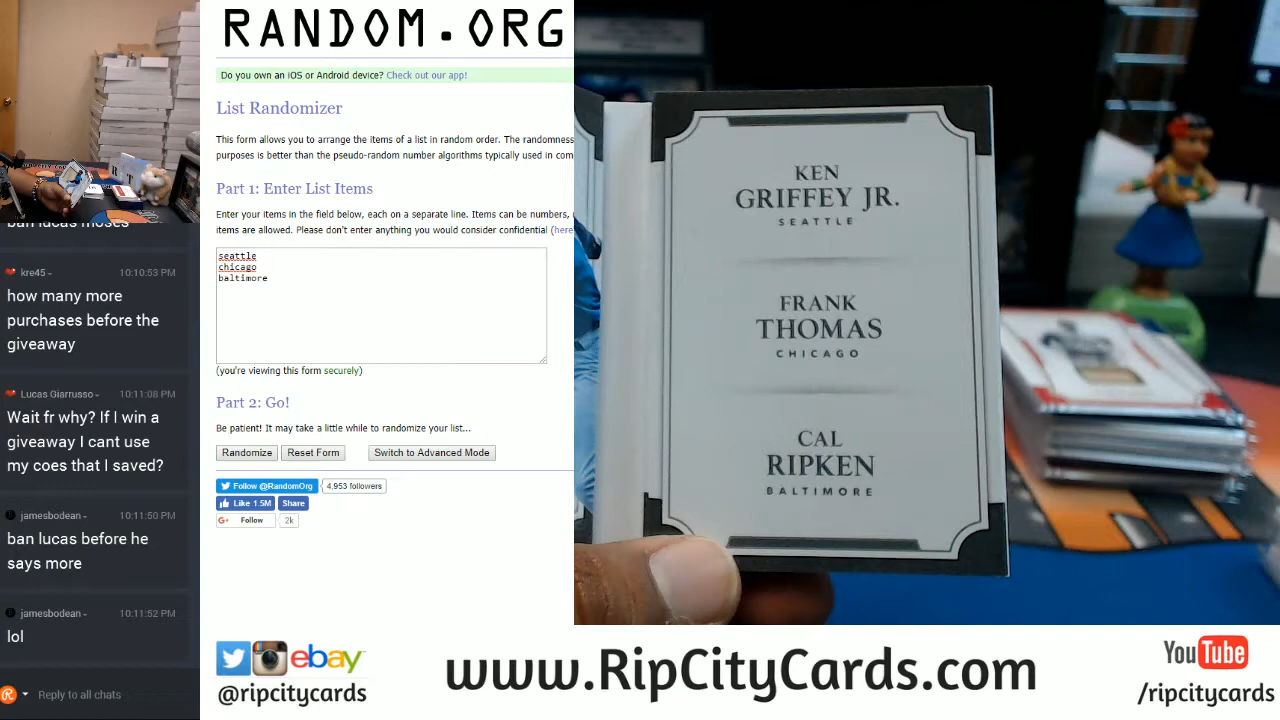 ban lucas moses
kre45
10:10:53 PM
how many more
purchases before the
giveaway
Lucas Giarrusso
10:11:08 PM
Wait fr why? If I win a
giveaway I cant use
my coes that I saved?
jamesbodean
10:11:50 PM
ban lucas before he
says more
jamesbodean
10:11:52 PM
lol
Reply to all chats
RANDOM.ORG
Do you own an iOS or Android device? Check out our app!
List Randomizer
This form allows you to arrange the items of a list in random order. The randomness
purposes is better than the pseudo-random number algorithms typically used in com
Part 1: Enter List Items
Enter your items in the field below, each on a separate line. Items can be numbers,
items are allowed. Please don't enter anything you would consider confidential (here
seattle
chicago
baltimore
(you're viewing this form securely)
Part 2: Go!
Be patient! It may take a little while to randomize your list...
Randomize
Reset Form
Switch to Advanced Mode
Follow @RandomOrg
4,953 followers
Like 1.5M
Share
G+ Follow
2k
KEN
GRIFFEY JR.
SEATTLE
FRANK
THOMAS
CHICAGO
CAL
RIPKEN
BALTIMORE
ebay
@ripcitycards
www.RipCityCards.com
YouTube
/ripcitycards